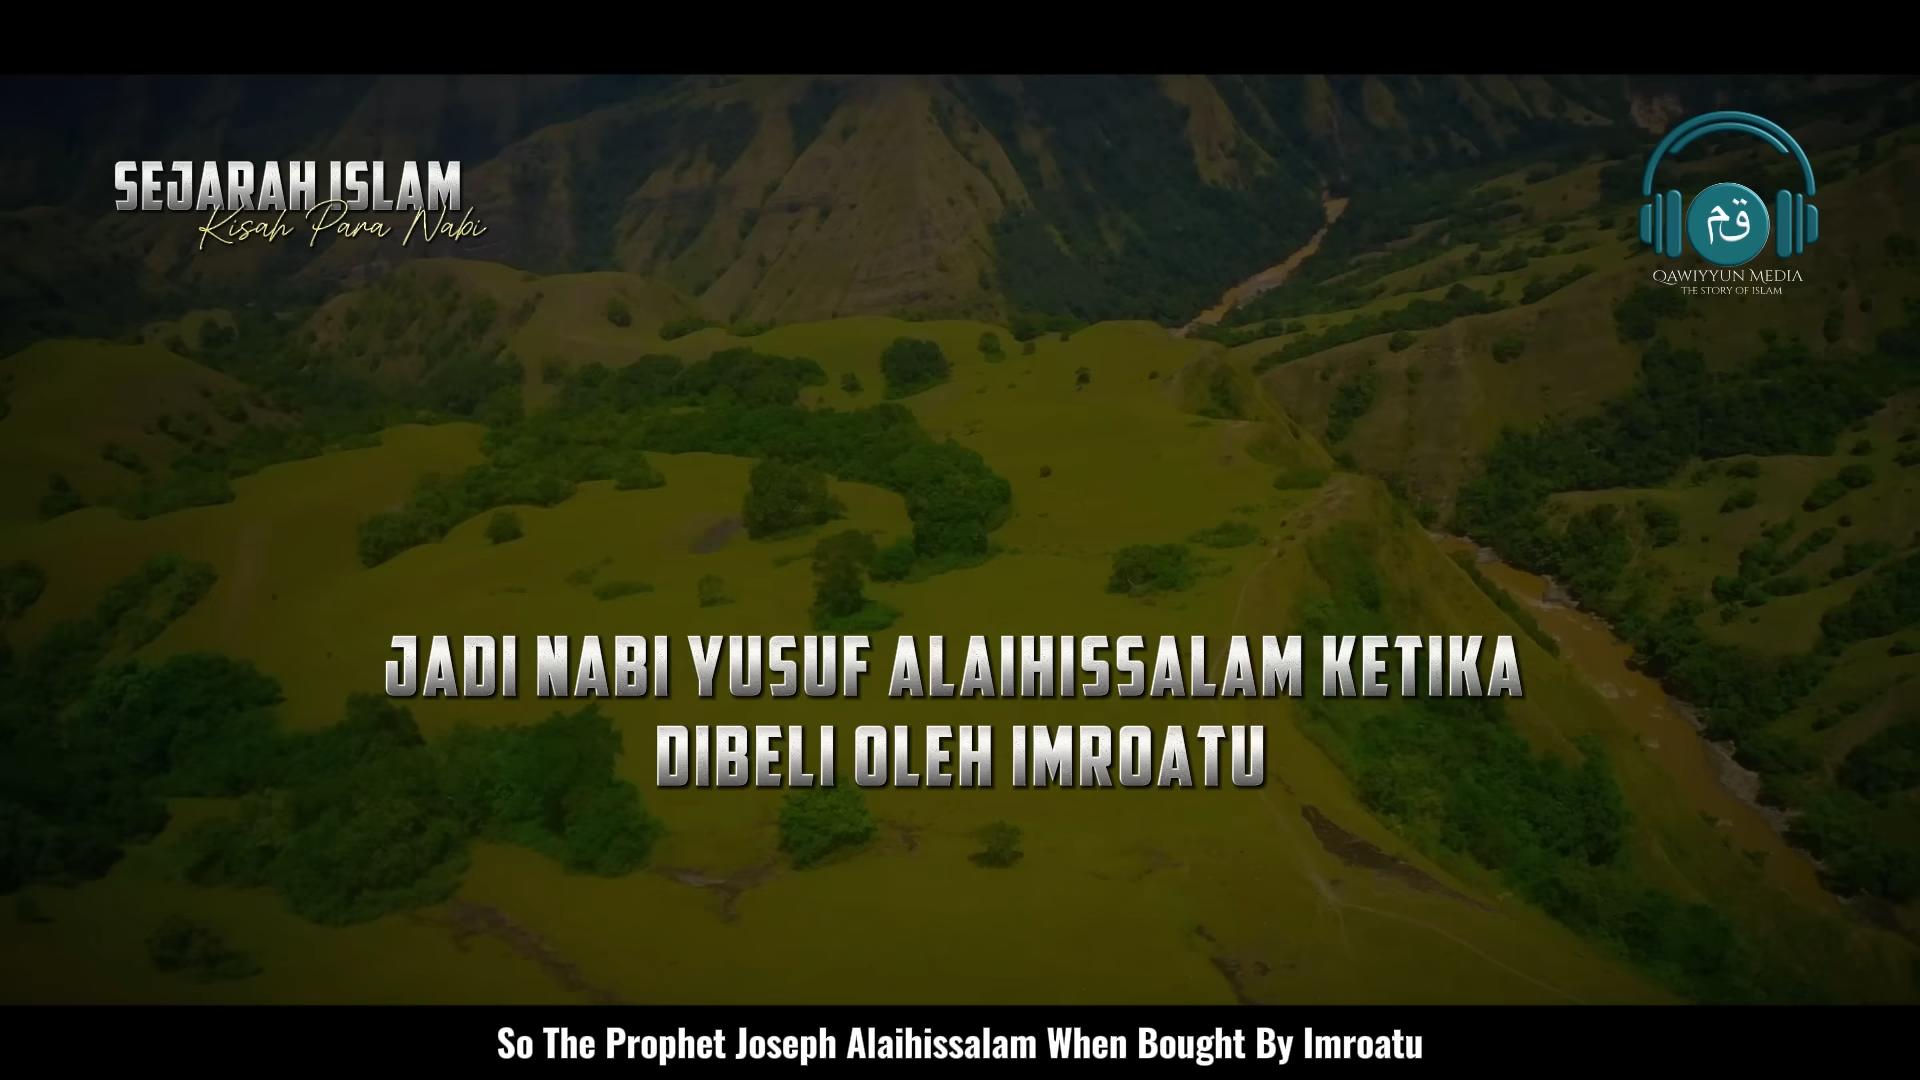 SEJARAH ISLAM
Kisah Para Nabi
قم
QAWIYYUN MEDIA
THE STORY OF ISLAM
JADI NABI YUSUF ALAIHISSALAM KETIKA
DIBELI OLEH IMROATU
So The Prophet Joseph Alaihissalam When Bought By Imroatu